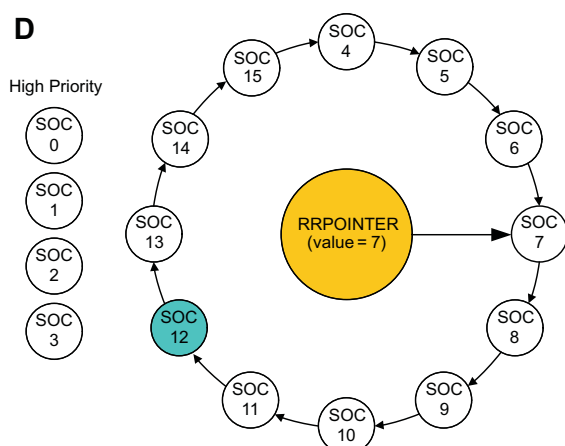 D
High Priority
SOC
0
SOC
1
SOC
2
SOC
3
SOC
4
SOC
5
SOC
6
SOC
7
SOC
8
SOC
9
SOC
10
SOC
11
SOC
12
SOC
13
SOC
14
SOC
15
RRPOINTER
(value = 7)